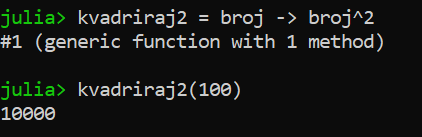 julia> kvadriraj2 = broj -> broj^2
#1 (generic function with 1 method)
julia> kvadriraj2(100)
10000